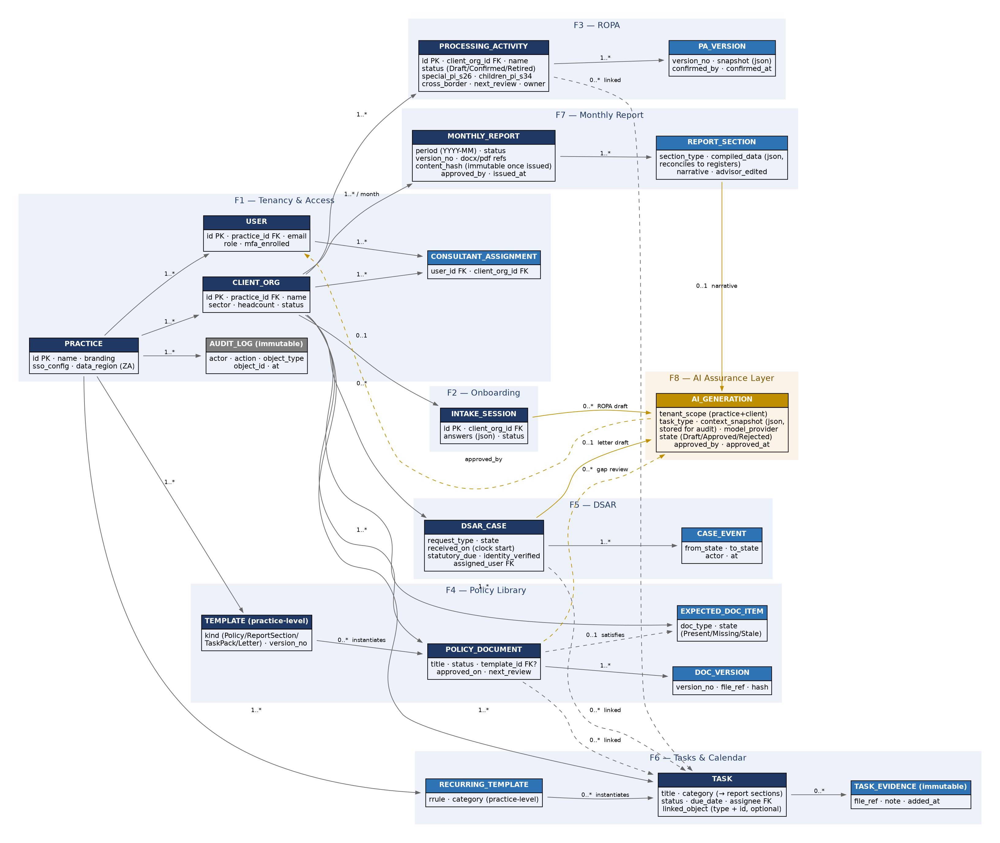 F3 — ROPA
PROCESSING_ACTIVITY
id PK · client_org_id FK · name
status (Draft/Confirmed/Retired)
special_pi_s26 · children_pi_s34
cross_border · next_review · owner
1..*
0..* linked
PA_VERSION
version_no · snapshot (json)
confirmed_by · confirmed_at
1..*
F7 — Monthly Report
MONTHLY_REPORT
period (YYYY-MM) · status
version_no · docx/pdf refs
content_hash (immutable once issued)
approved_by · issued_at
1..*
REPORT_SECTION
section_type · compiled_data (json,
reconciles to registers)
narrative · advisor_edited
1..* / month
F1 — Tenancy & Access
USER
id PK · practice_id FK · email
role · mfa_enrolled
1..*
CONSULTANT_ASSIGNMENT
user_id FK · client_org_id FK
1..*
1..*
CLIENT_ORG
id PK · practice_id FK · name
sector · headcount · status
0..1 narrative
1..*
0..1
PRACTICE
id PK · name · branding
sso_config · data_region (ZA)
1..*
AUDIT_LOG (immutable)
actor · action · object_type
object_id · at
0..*
F8 — AI Assurance Layer
AI_GENERATION
tenant_scope (practice+client)
task_type · context_snapshot (json,
stored for audit) · model_provider
state (Draft/Approved/Rejected)
approved_by · approved_at
F2 — Onboarding
INTAKE_SESSION
id PK · client_org_id FK
answers (json) · status
0..* ROPA draft
0..1 letter draft
approved_by
0..* gap review
1..*
F5 — DSAR
DSAR_CASE
request_type · state
received_on (clock start)
statutory_due · identity_verified
assigned_user FK
1..*
1..*
CASE_EVENT
from_state · to_state
actor · at
1..*
F4 — Policy Library
TEMPLATE (practice-level)
kind (Policy/ReportSection/
TaskPack/Letter) · version_no
0..* instantiates
POLICY_DOCUMENT
title · status · template_id FK?
approved_on · next_review
0..1 satisfies
EXPECTED_DOC_ITEM
doc_type · state
(Present/Missing/Stale)
1..*
DOC_VERSION
version_no · file_ref · hash
1..*
1..*
0..* linked
0..* linked
F6 — Tasks & Calendar
RECURRING_TEMPLATE
rrule · category (practice-level)
0..* instantiates
TASK
title · category (→ report sections)
status · due_date · assignee FK
linked_object (type + id, optional)
0..*
TASK_EVIDENCE (immutable)
file_ref · note · added_at